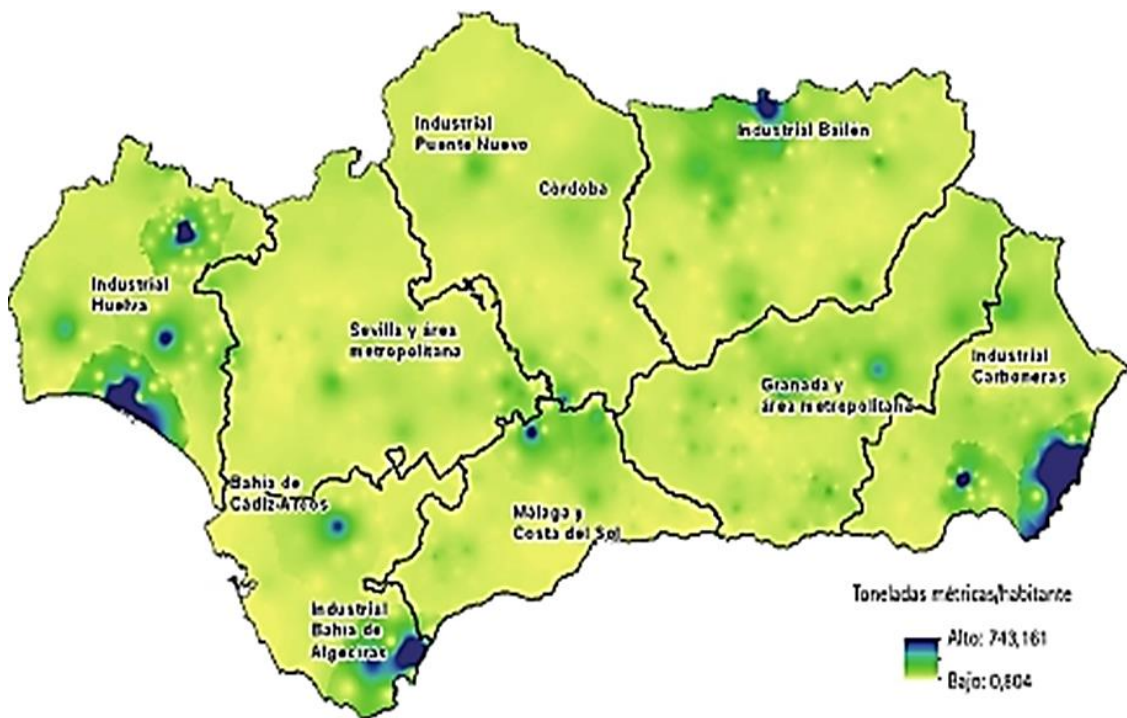 Industrial
Puente Nuevo
Industrial Bailén
Córdoba
Industrial
Huelva
Sevilla y área
metropolitana
Industrial
Carboneras
Granada y
área metropolitana
Bahía de
Cádiz-Arcos
Málaga y
Costa del Sol
Industrial
Bahía de
Algeciras
Toneladas métricas/habitante
Alto: 743,161
Bajo: 0,804